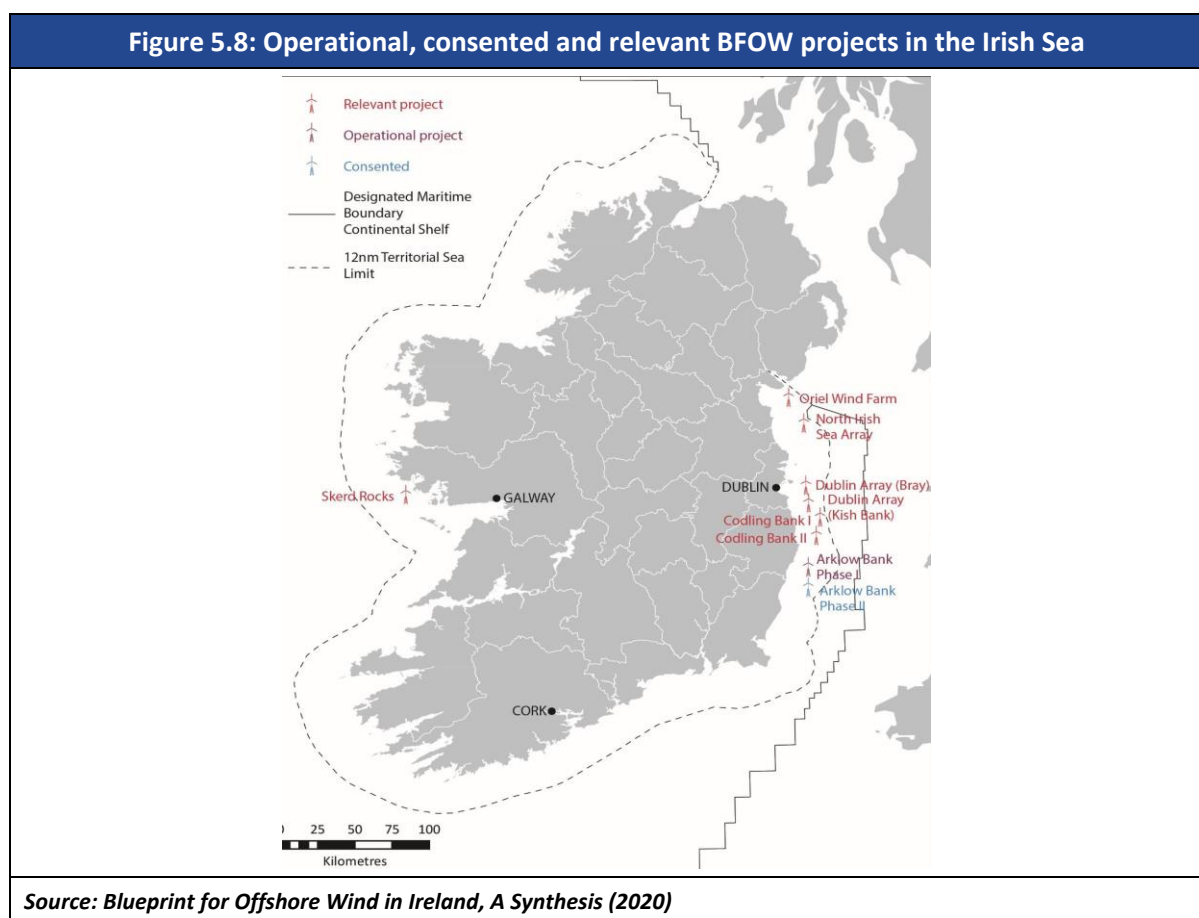 Figure 5.8: Operational, consented and relevant BFOW projects in the Irish Sea
Relevant project
Operational project
Consented
Designated Maritime
Boundary
Continental Shelf
12nm Territorial Sea
Limit
Oriel Wind Farm
North Irish
Sea Array
DUBLIN
Dublin Array (Bray)
Dublin Array
(Kish Bank)
Skerd Rocks
GALWAY
Codling Bank I
Codling Bank II
Arklow Bank
Phase I
Arklow Bank
Phase II
CORK
0 25 50 75 100
Kilometres
Source: Blueprint for Offshore Wind in Ireland, A Synthesis (2020)